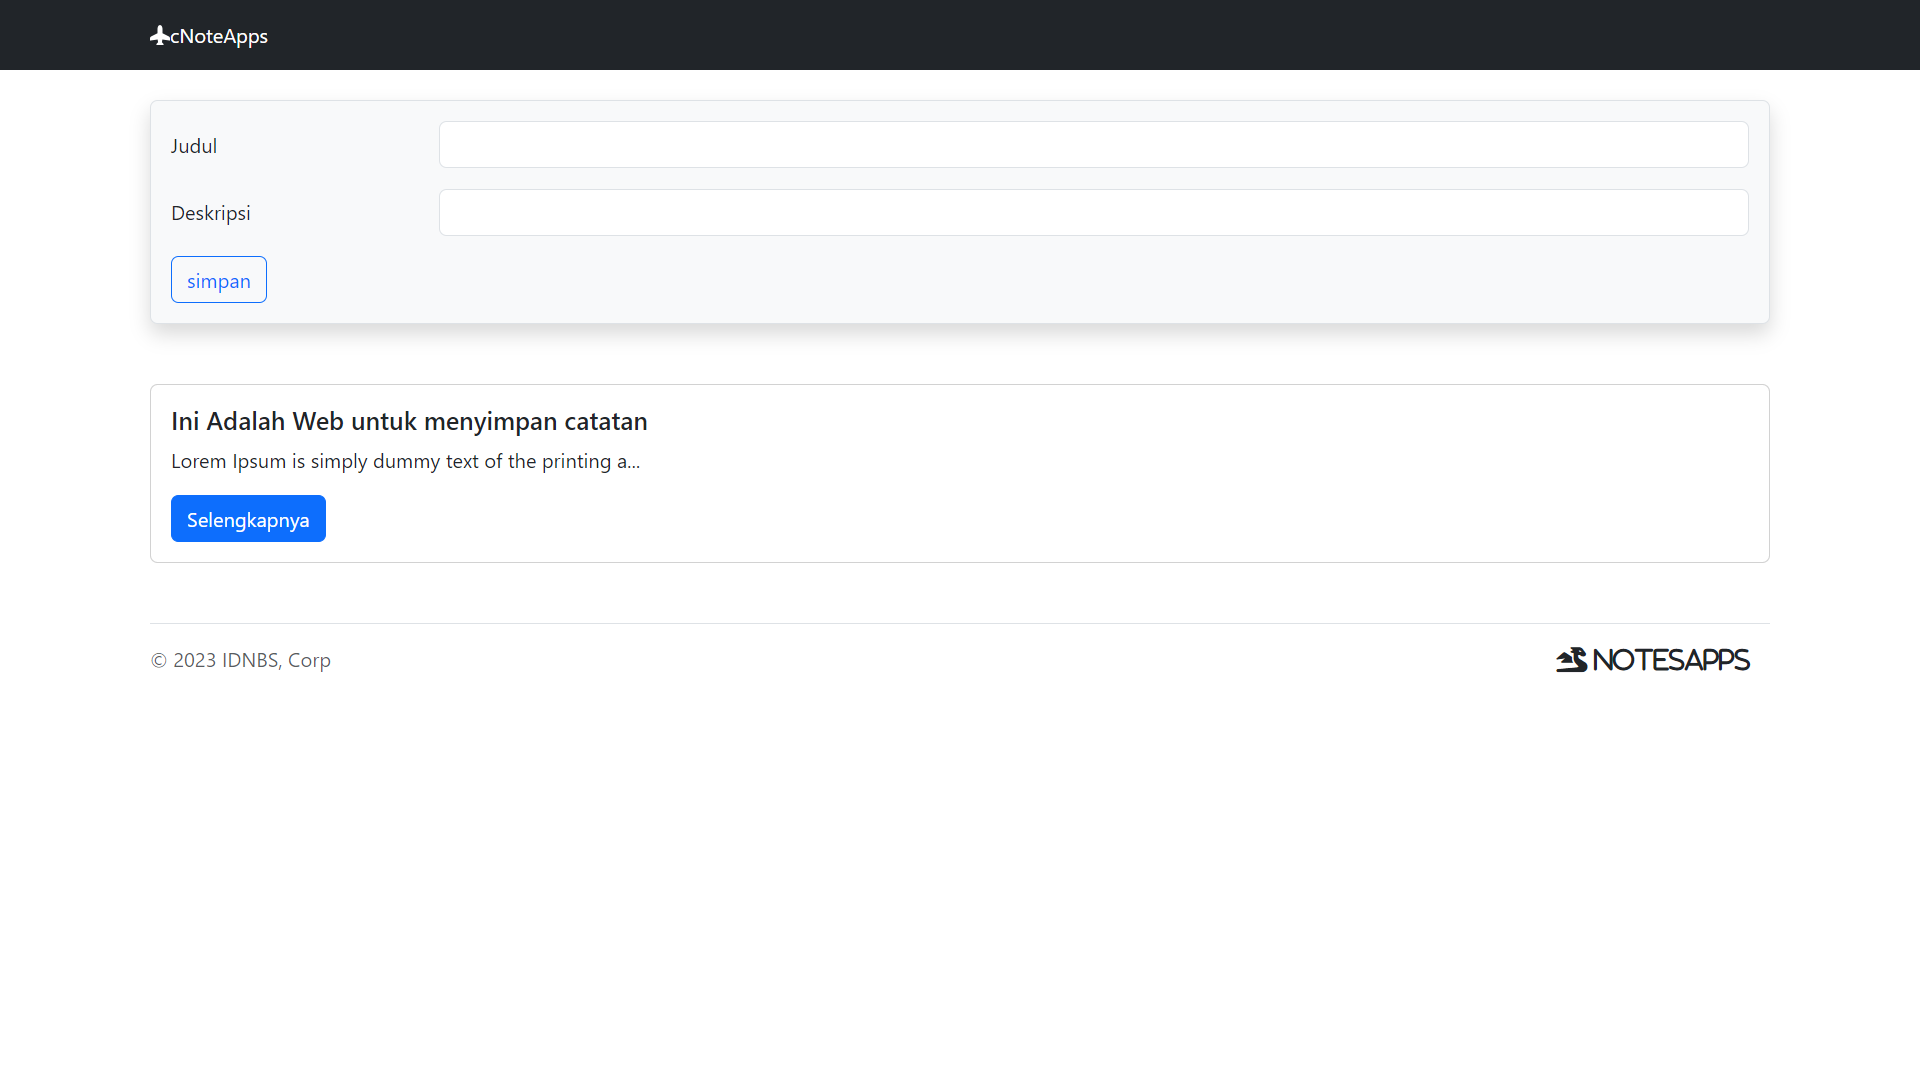 cNoteApps
Judul
Deskripsi
simpan
Ini Adalah Web untuk menyimpan catatan
Lorem Ipsum is simply dummy text of the printing a...
Selengkapnya
© 2023 IDNBS, Corp
NOTESAPPS